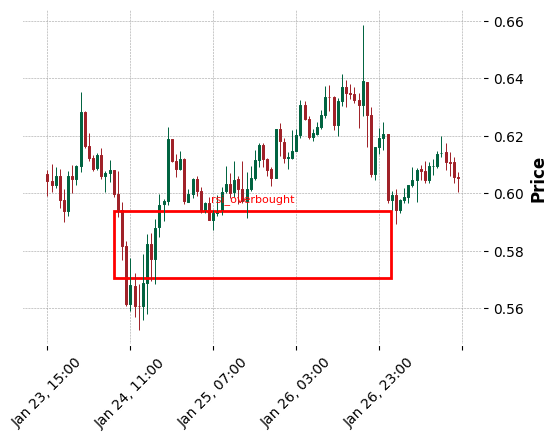 0.66
0.64
0.62
0.60
0.58
0.56
Price
rsi_overbought
Jan 23, 15:00
Jan 24, 11:00
Jan 25, 07:00
Jan 26, 03:00
Jan 26, 23:00